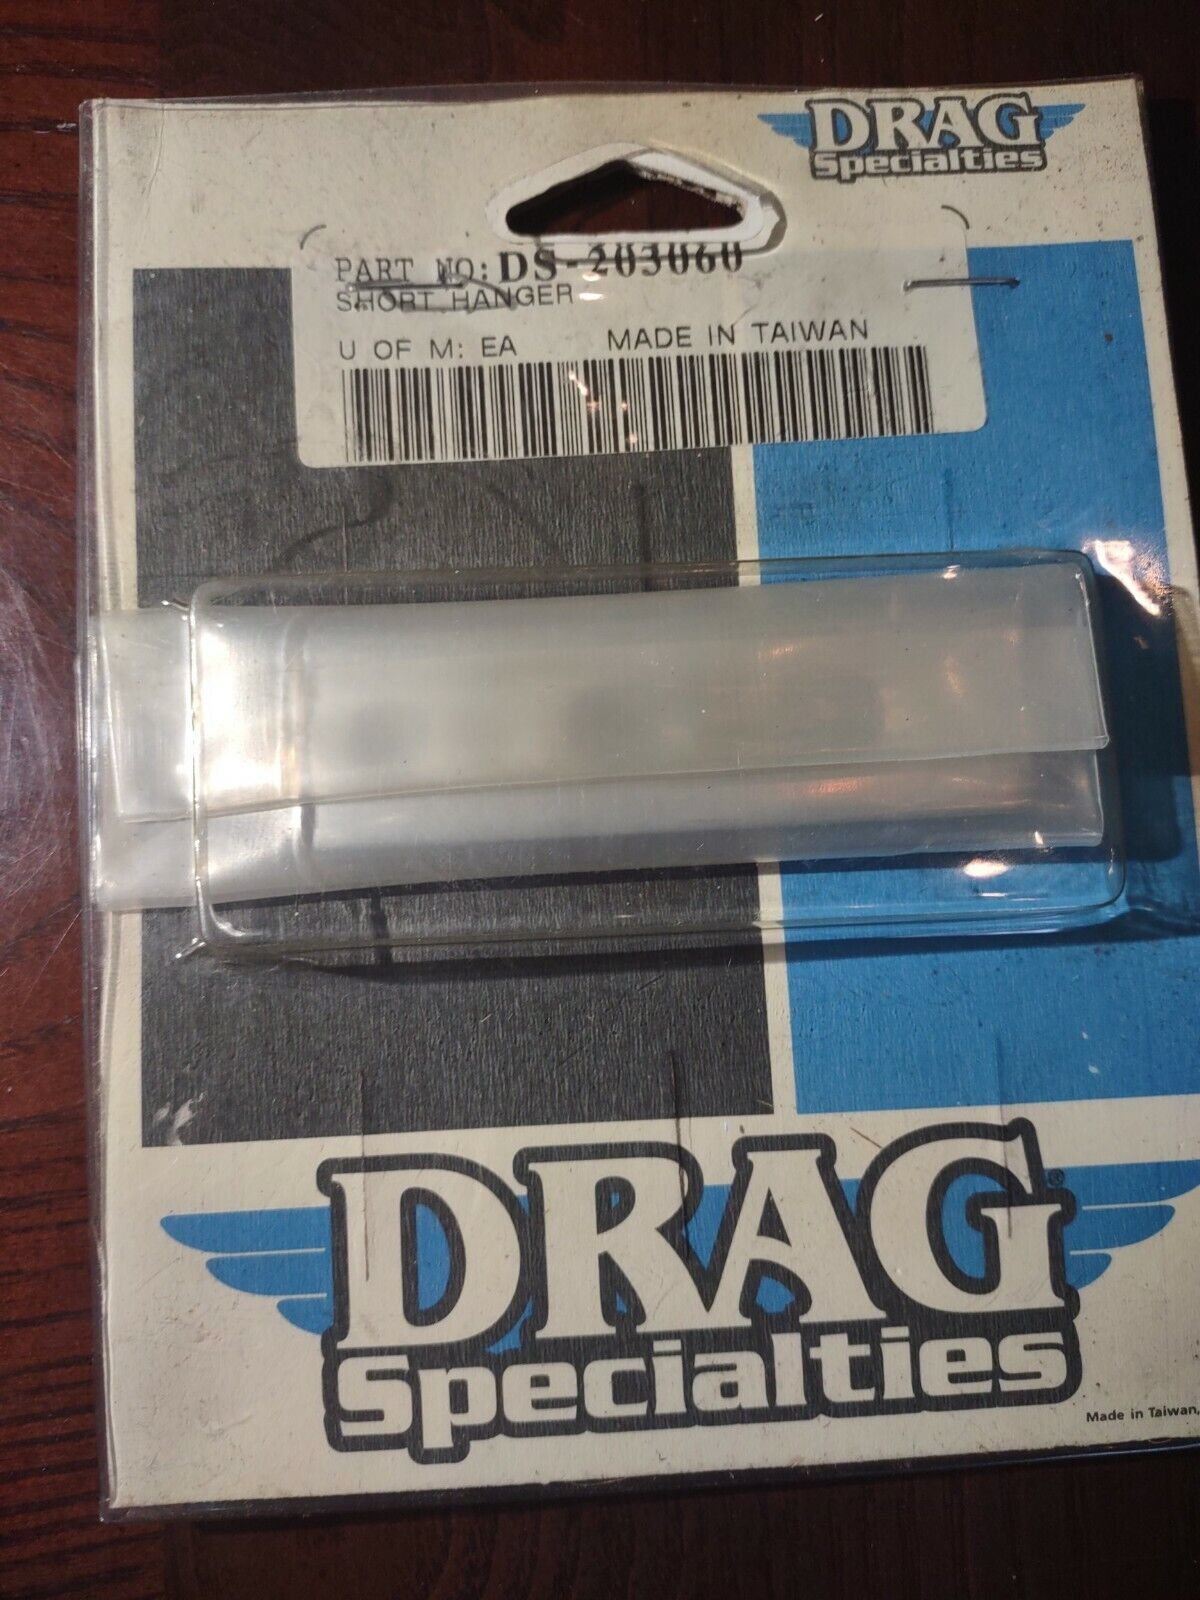 DRAG
Specialties
PART NO: DS-203060
SHORT HANGER
U OF M: EA MADE IN TAIWAN
DRAG®
Specialties
Made in Taiwan,